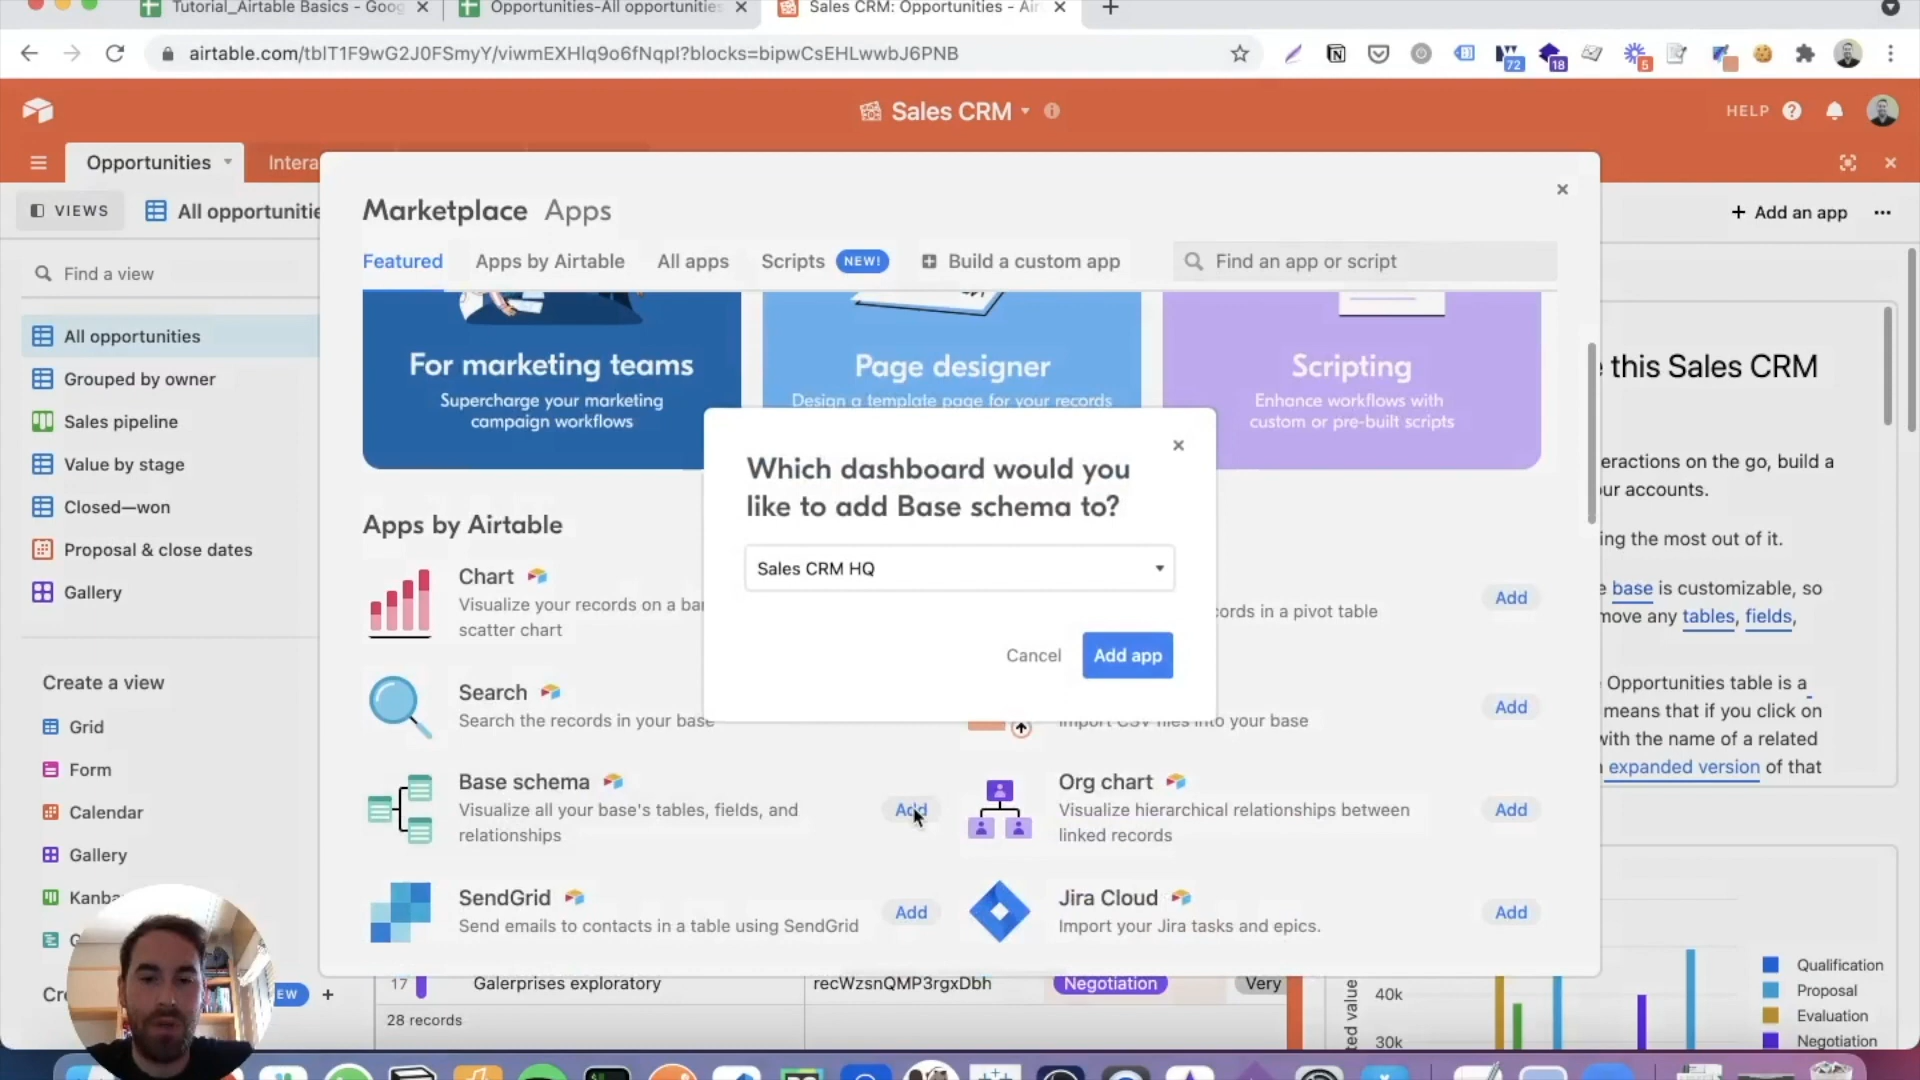 Tutorial_Airtable Basics - Goog
Opportunities-All opportunities
Sales CRM: Opportunities - Air
airtable.com/tblT1F9wG2J0FSmyY/viwmEXHlq9o6fNqpI?blocks=bipwCsEHLwwbJ6PNB
72
18
5
Sales CRM
HELP
Opportunities
Intera
VIEWS
All opportunitie
+ Add an app
Marketplace Apps
Featured
Apps by Airtable
All apps
Scripts NEW!
Build a custom app
Find an app or script
Find a view
All opportunities
Grouped by owner
Sales pipeline
Value by stage
Closed—won
Proposal & close dates
Gallery
Create a view
Grid
Form
Calendar
Gallery
Kanba
For marketing teams
Supercharge your marketing
campaign workflows
Page designer
Design a template page for your records
Scripting
Enhance workflows with
custom or pre-built scripts
Which dashboard would you
like to add Base schema to?
Sales CRM HQ
Cancel
Add app
Apps by Airtable
Chart
Visualize your records on a bar
scatter chart
cords in a pivot table
Add
Search
Search the records in your base
Import CSV files into your base
Add
Base schema
Visualize all your base's tables, fields, and
relationships
Add
Org chart
Visualize hierarchical relationships between
linked records
Add
SendGrid
Send emails to contacts in a table using SendGrid
Add
Jira Cloud
Import your Jira tasks and epics.
Add
this Sales CRM
eractions on the go, build a
ur accounts.
ing the most out of it.
base is customizable, so
move any tables, fields,
Opportunities table is a
means that if you click on
with the name of a related
expanded version of that
17
Galerprises exploratory
recWzsnQMP3rgxDbh
Negotiation
Very
28 records
ted value
40k
30k
Qualification
Proposal
Evaluation
Negotiation